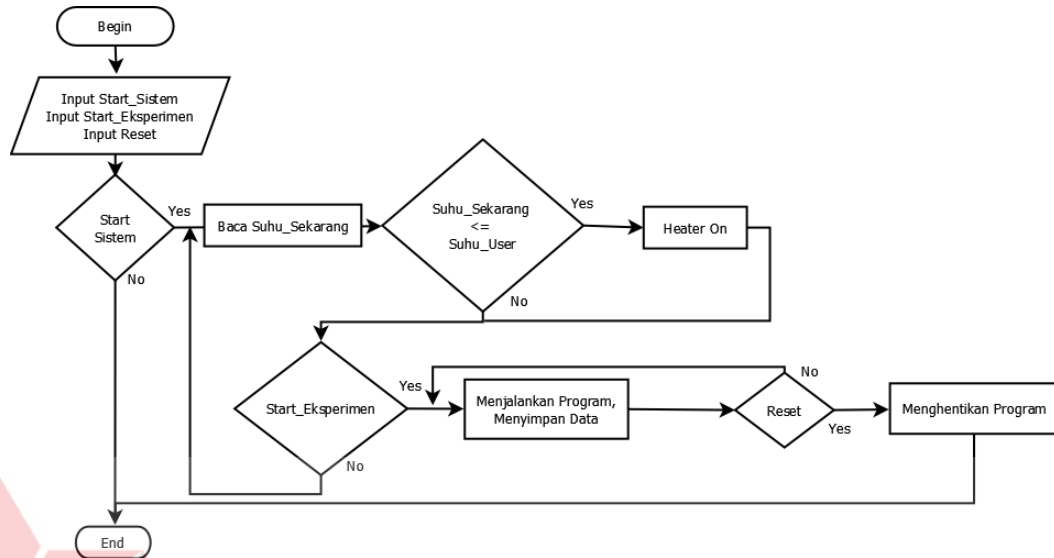 Begin
Input Start_Sistem
Input Start_Eksperimen
Input Reset
Start
Sistem
Yes
No
Baca Suhu_Sekarang
Suhu_Sekarang
<=
Suhu_User
Yes
No
Heater On
Start_Eksperimen
Yes
No
Menjalankan Program,
Menyimpan Data
Reset
No
Yes
Menghentikan Program
End